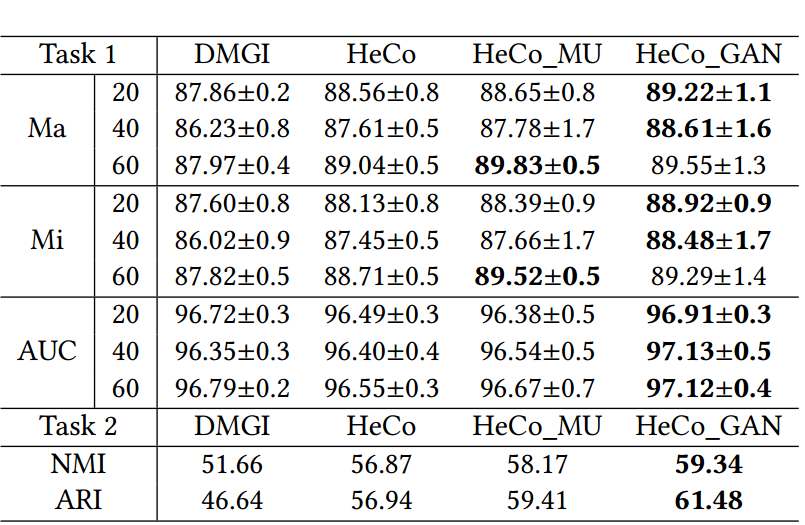 Task 1 DMGI HeCo HeCo_MU HeCo_GAN
20 87.86±0.2 88.56±0.8 88.65±0.8 89.22±1.1
Ma 40 86.23±0.8 87.61±0.5 87.78±1.7 88.61±1.6
60 87.97±0.4 89.04±0.5 89.83±0.5 89.55±1.3
20 87.60±0.8 88.13±0.8 88.39±0.9 88.92±0.9
Mi 40 86.02±0.9 87.45±0.5 87.66±1.7 88.48±1.7
60 87.82±0.5 88.71±0.5 89.52±0.5 89.29±1.4
20 96.72±0.3 96.49±0.3 96.38±0.5 96.91±0.3
AUC 40 96.35±0.3 96.40±0.4 96.54±0.5 97.13±0.5
60 96.79±0.2 96.55±0.3 96.67±0.7 97.12±0.4
Task 2 DMGI HeCo HeCo_MU HeCo_GAN
NMI 51.66 56.87 58.17 59.34
ARI 46.64 56.94 59.41 61.48